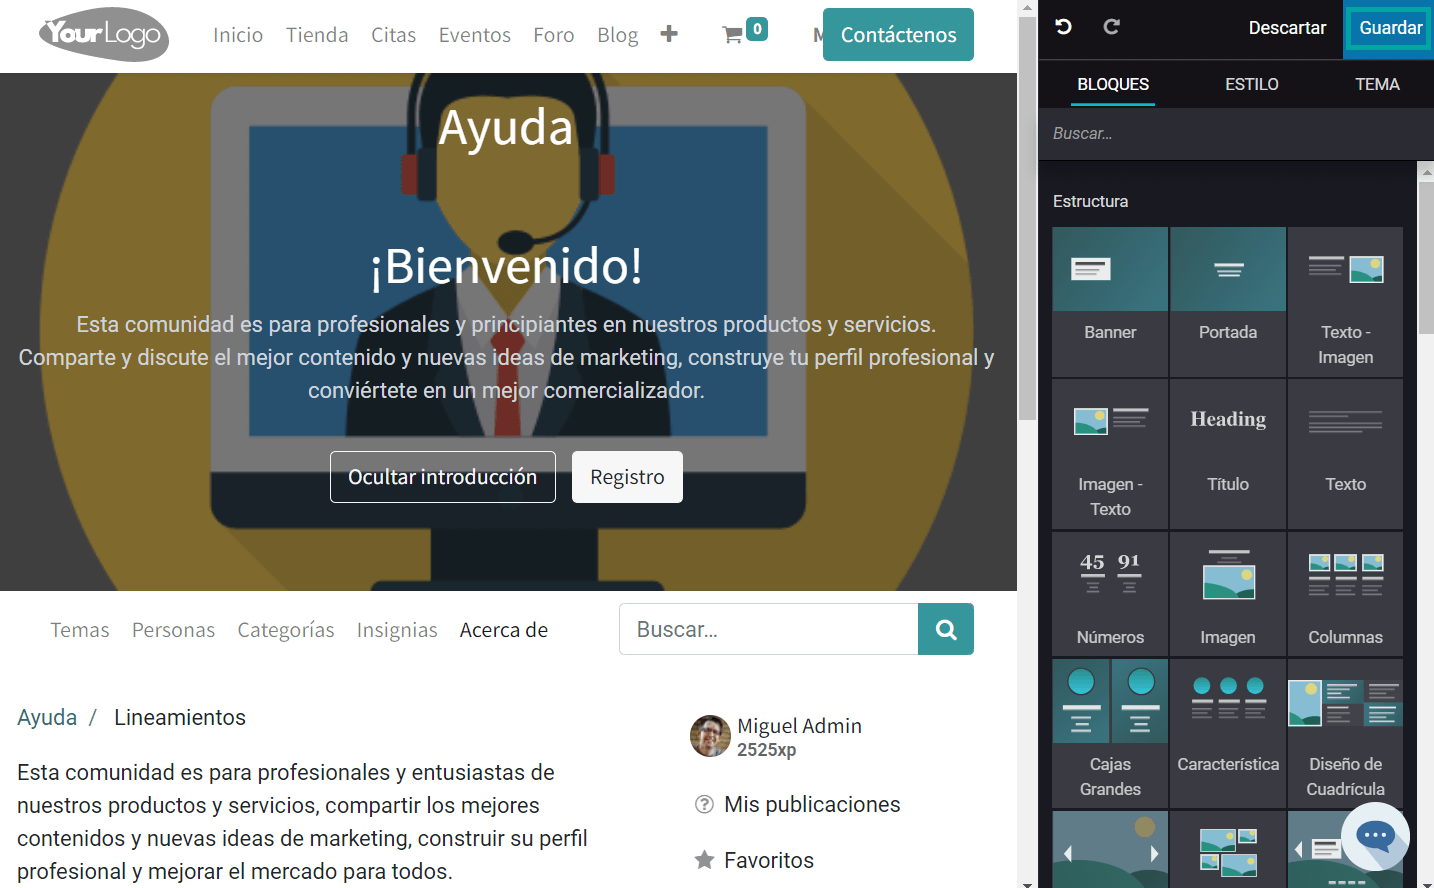 YourLogo
Inicio Tienda Citas Eventos Foro Blog 0 Contáctenos
Ayuda
¡Bienvenido!
Esta comunidad es para profesionales y principiantes en nuestros productos y servicios.
Comparte y discute el mejor contenido y nuevas ideas de marketing, construye tu perfil profesional y
conviértete en un mejor comercializador.
Ocultar introducción Registro
Temas Personas Categorías Insignias Acerca de
Buscar...
Ayuda / Lineamientos
Esta comunidad es para profesionales y entusiastas de
nuestros productos y servicios, compartir los mejores
contenidos y nuevas ideas de marketing, construir su perfil
profesional y mejorar el mercado para todos.
Miguel Admin
2525xp
Mis publicaciones
Favoritos
Descartar Guardar
BLOQUES ESTILO TEMA
Buscar...
Estructura
Banner
Portada
Texto -
Imagen
Imagen -
Texto
Heading
Título
Texto
45 91
Números
Imagen
Columnas
Cajas
Grandes
Característica
Diseño de
Cuadrícula